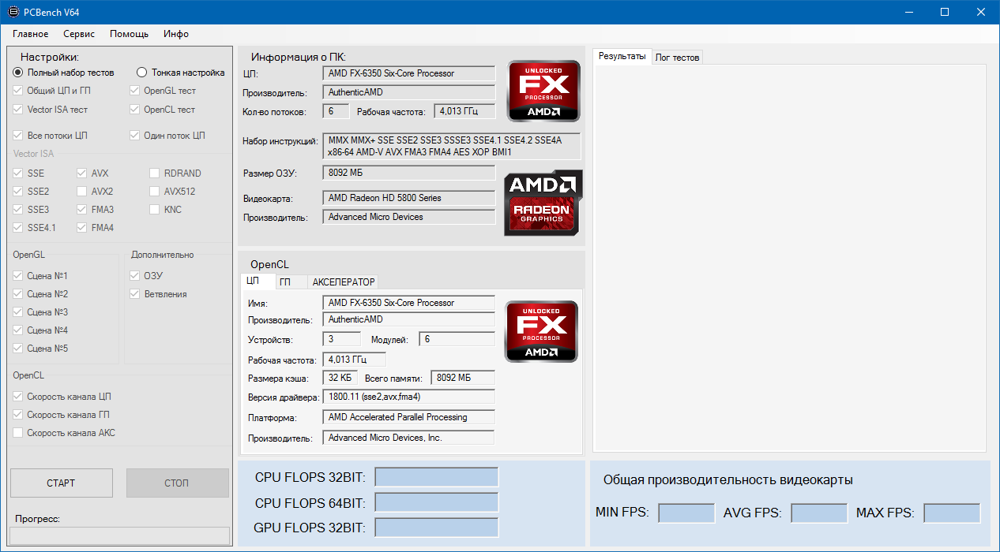 PCBench V64
Главное Сервис Помощь Инфо
Настройки:
Полный набор тестов Тонкая настройка
Общий ЦП и ГП OpenGL тест
Vector ISA тест OpenCL тест
Все потоки ЦП Один поток ЦП
Vector ISA
SSE AVX RDRAND
SSE2 AVX2 AVX512
SSE3 FMA3 KNC
SSE4.1 FMA4
OpenGL Дополнительно
Сцена №1 ОЗУ
Сцена №2 Ветвления
Сцена №3
Сцена №4
Сцена №5
OpenCL
Скорость канала ЦП
Скорость канала ГП
Скорость канала АКС
СТАРТ СТОП
Прогресс:
Информация о ПК:
ЦП: AMD FX-6350 Six-Core Processor
Производитель: AuthenticAMD
Кол-во потоков: 6 Рабочая частота: 4,013 ГГц
UNLOCKED
FX
PROCESSOR
AMD
Набор инструкций: MMX MMX+ SSE SSE2 SSE3 SSSE3 SSE4.1 SSE4.2 SSE4A
x86-64 AMD-V AVX FMA3 FMA4 AES XOP BMI1
Размер ОЗУ: 8092 МБ
Видеокарта: AMD Radeon HD 5800 Series
Производитель: Advanced Micro Devices
AMD
RADEON
GRAPHICS
OpenCL
ЦП ГП АКСЕЛЕРАТОР
Имя: AMD FX-6350 Six-Core Processor
Производитель: AuthenticAMD
Устройств: 3 Модулей: 6
Рабочая частота: 4,013 ГГц
Размера кэша: 32 КБ Всего памяти: 8092 МБ
Версия драйвера: 1800.11 (sse2,avx,fma4)
Платформа: AMD Accelerated Parallel Processing
Производитель: Advanced Micro Devices, Inc.
UNLOCKED
FX
PROCESSOR
AMD
CPU FLOPS 32BIT:
CPU FLOPS 64BIT:
GPU FLOPS 32BIT:
Результаты Лог тестов
Общая производительность видеокарты
MIN FPS: AVG FPS: MAX FPS: